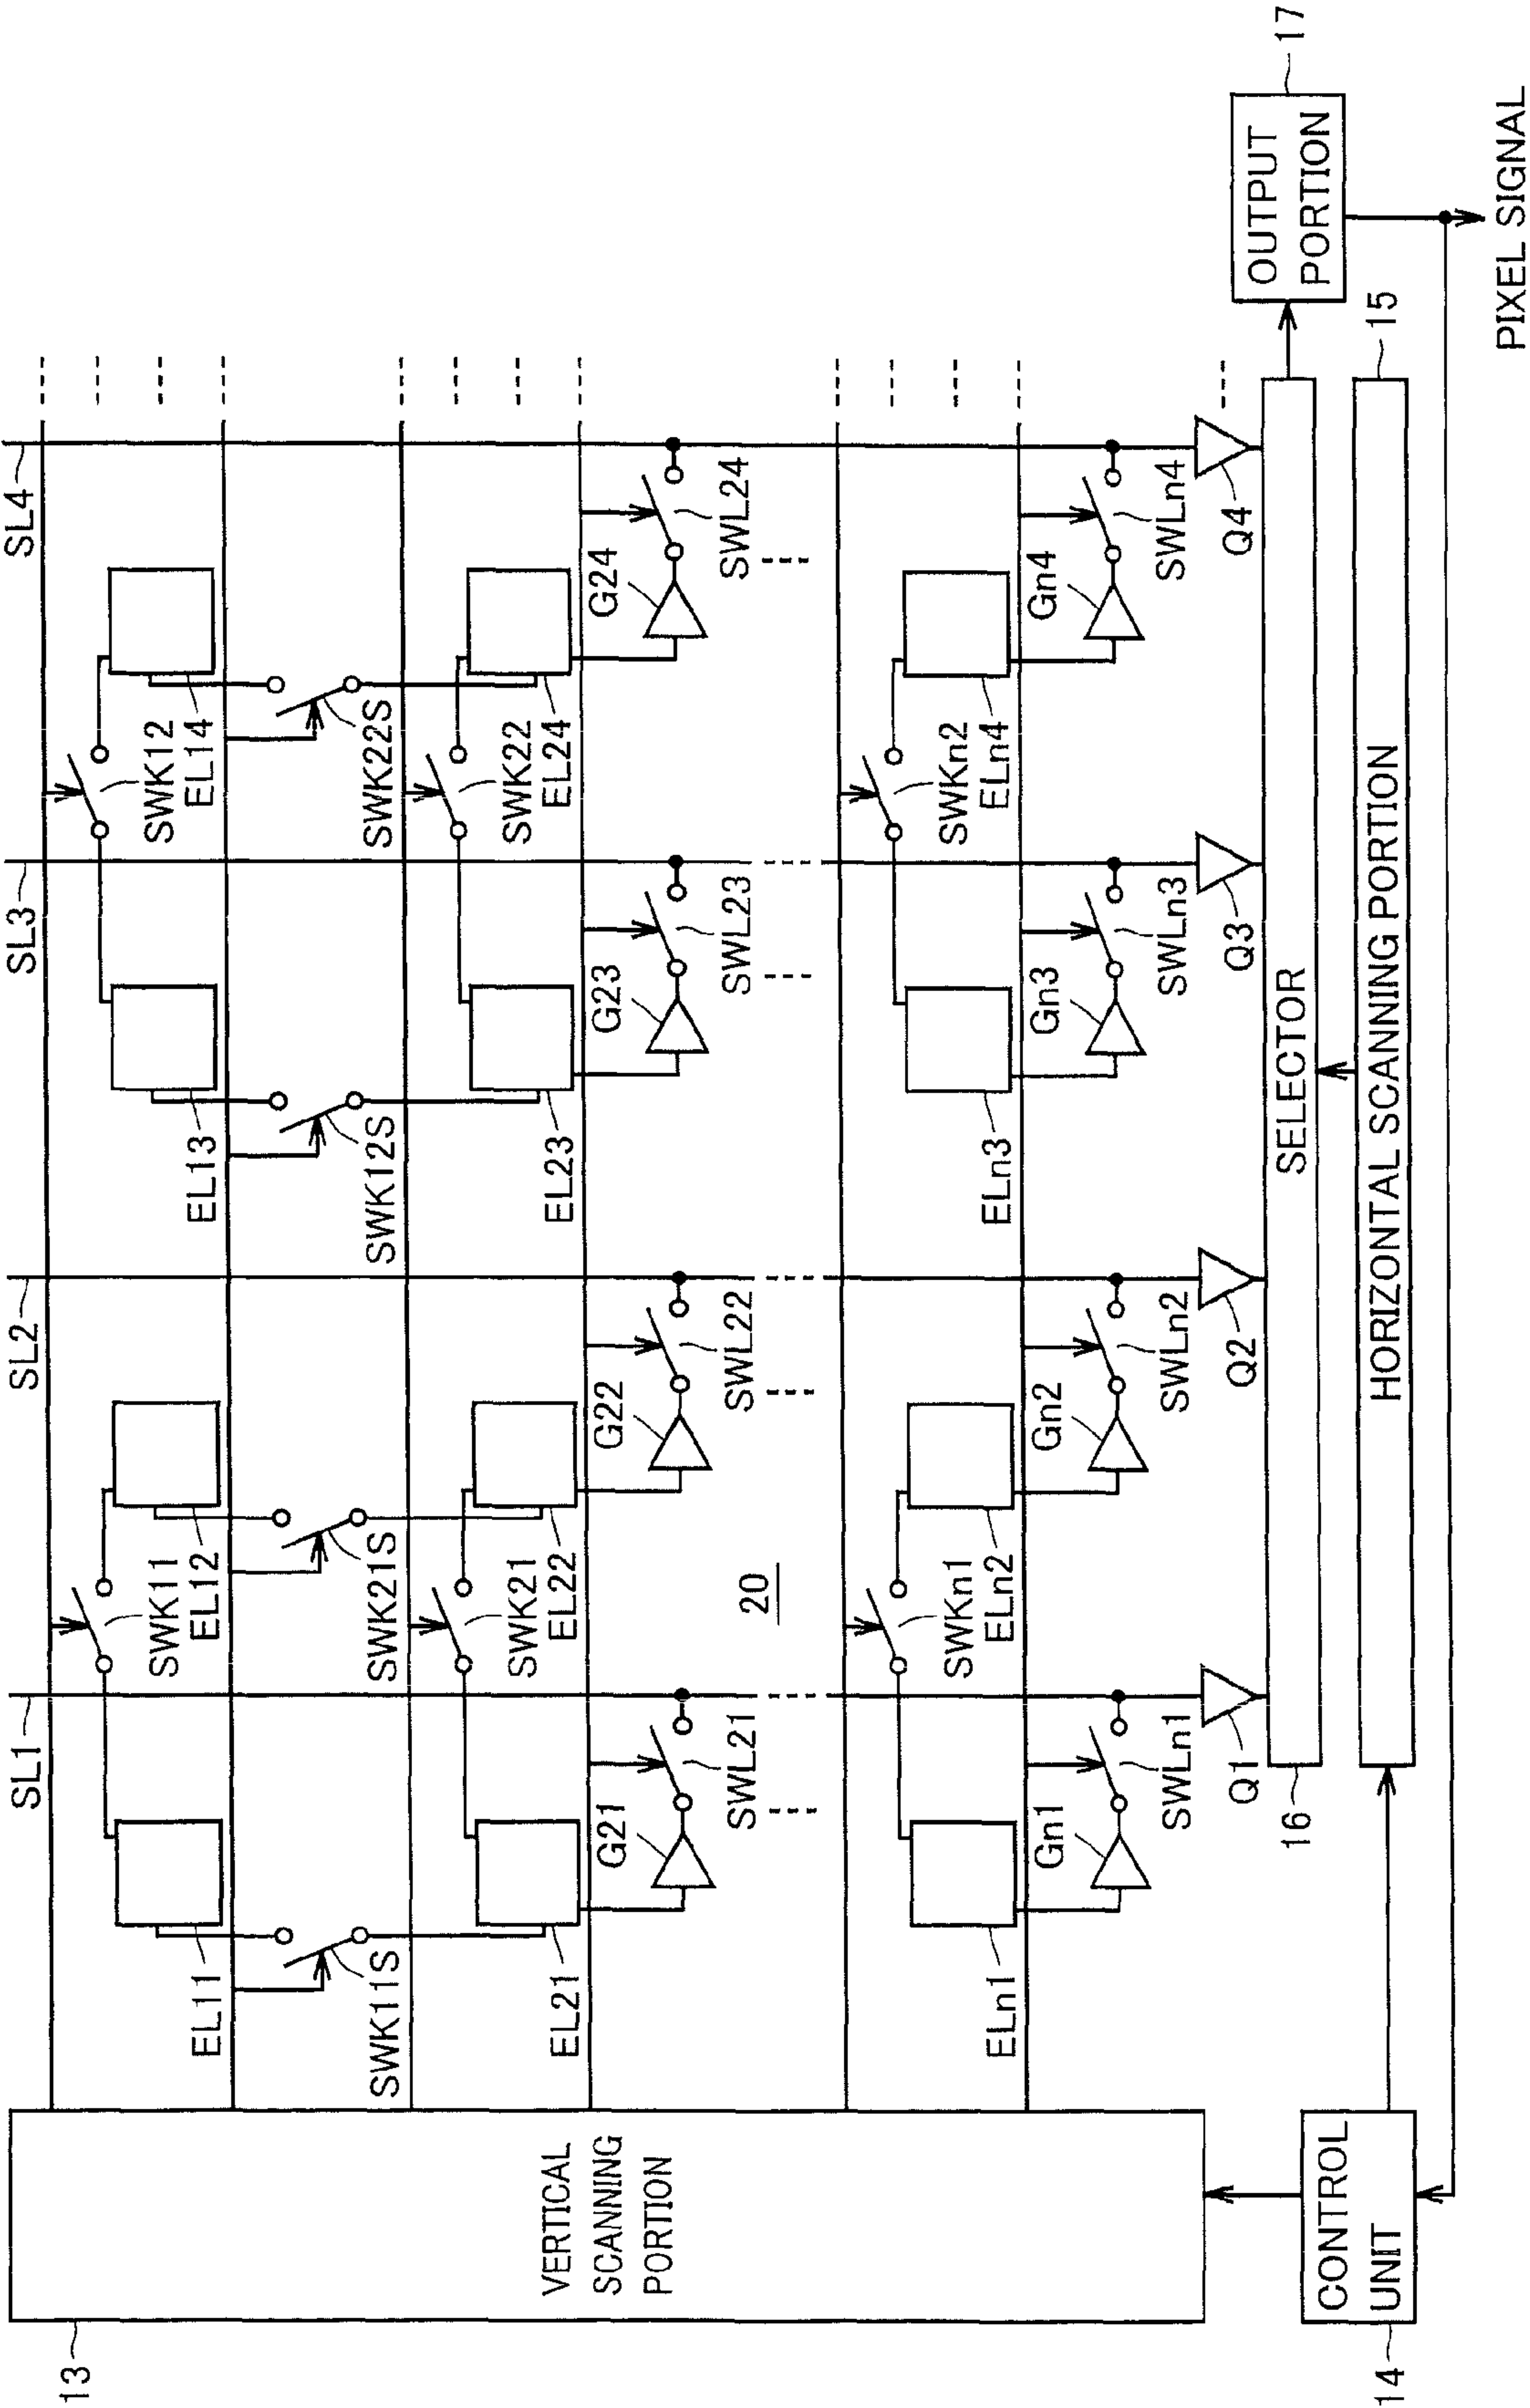 SL1
SL2
SL3
SL4
SWK11
SWK12
EL11
EL12
EL13
EL14
SWK11S
SWK21S
SWK12S
SWK22S
SWK21
SWK22
EL21
EL22
EL23
EL24
G21
G22
G23
G24
SWL21
SWL22
SWL23
SWL24
20
SWKn1
SWKn2
ELn1
ELn2
ELn3
ELn4
Gn1
Gn2
Gn3
Gn4
SWLn1
SWLn2
SWLn3
SWLn4
Q1
Q2
Q3
Q4
13
VERTICAL
SCANNING
PORTION
16
SELECTOR
OUTPUT
PORTION
17
HORIZONTAL SCANNING PORTION
15
CONTROL
UNIT
14
PIXEL SIGNAL